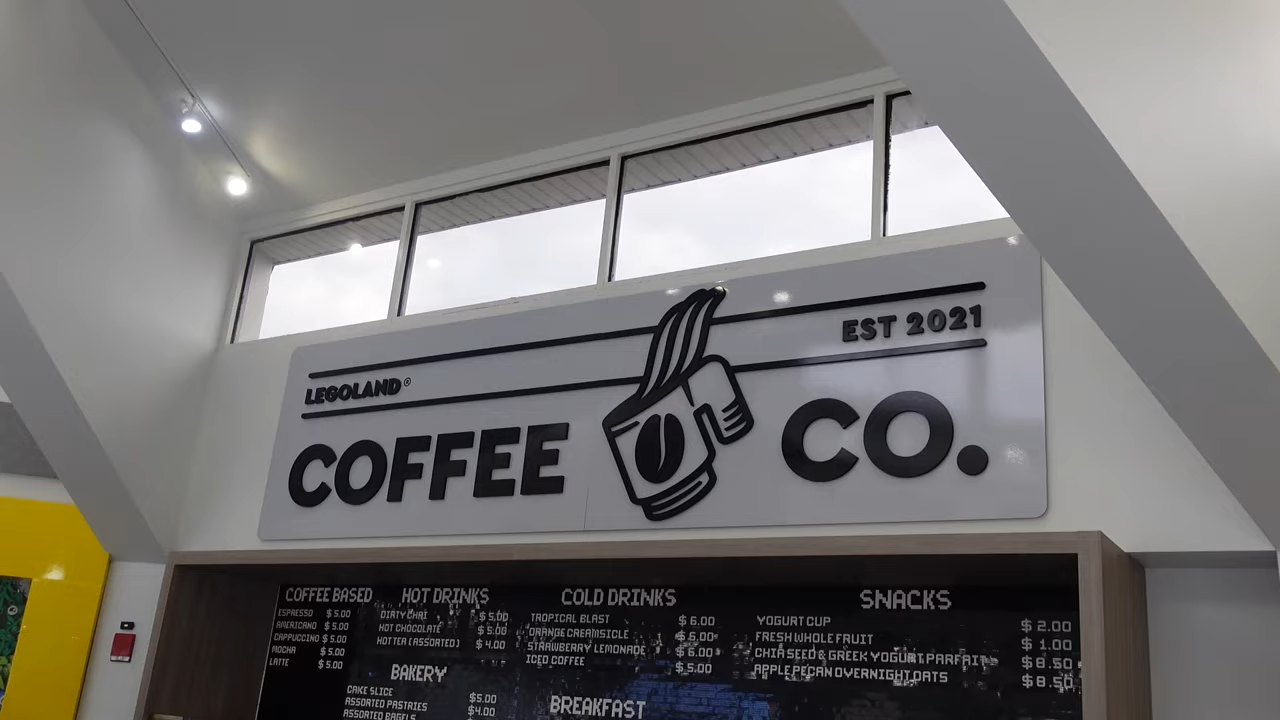 LEGOLAND®
EST 2021
COFFEE CO.
COFFEE BASED
ESPRESSO $5.00
AMERICANO $5.00
CAPPUCCINO $5.00
MOCHA $5.00
LATTE $5.00
HOT DRINKS
DIRTY CHAI $5.00
HOT CHOCOLATE $5.00
HOT TEA (ASSORTED) $4.00
BAKERY
CAKE SLICE $5.00
ASSORTED PASTRIES $4.00
ASSORTED BAGELS
COLD DRINKS
TROPICAL BLAST $6.00
ORANGE CREAMSICLE $6.00
STRAWBERRY LEMONADE $6.00
ICED COFFEE $5.00
BREAKFAST
SNACKS
YOGURT CUP $2.00
FRESH WHOLE FRUIT $1.00
CHIA SEED & GREEK YOGURT PARFAIT $8.50
APPLE PECAN OVERNIGHT OATS $8.50